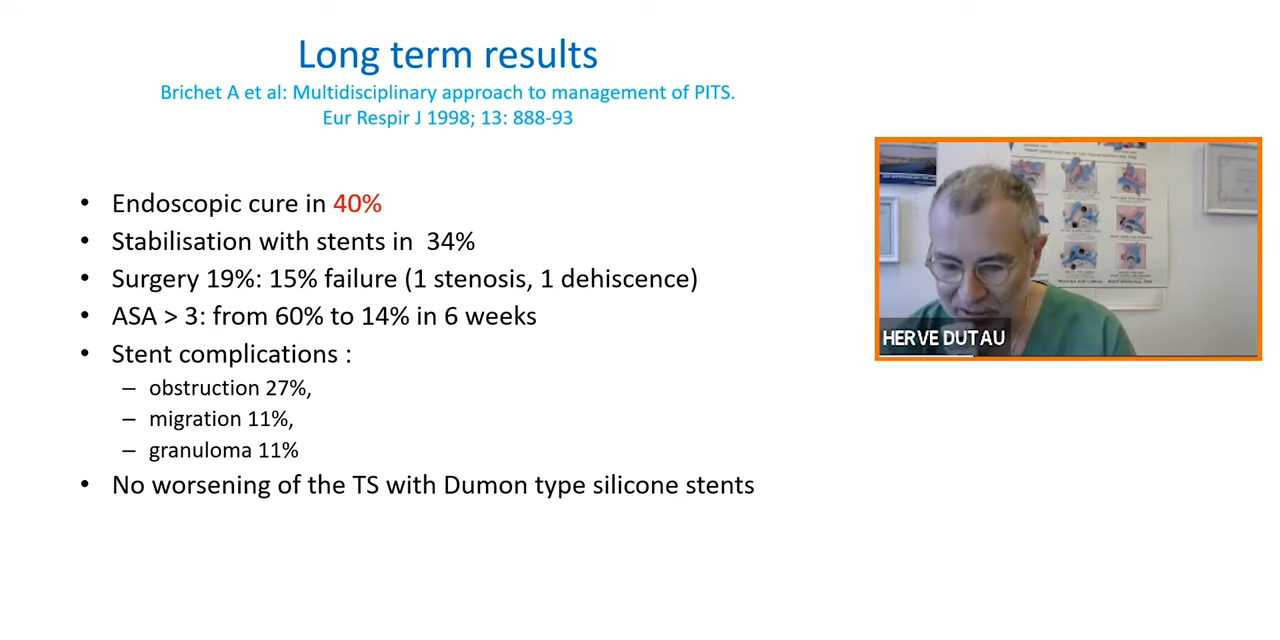 Long term results
Brichet A et al: Multidisciplinary approach to management of PITS.
Eur Respir J 1998; 13: 888-93
• Endoscopic cure in 40%
• Stabilisation with stents in 34%
• Surgery 19%: 15% failure (1 stenosis, 1 dehiscence)
• ASA > 3: from 60% to 14% in 6 weeks
• Stent complications :
– obstruction 27%,
– migration 11%,
– granuloma 11%
• No worsening of the TS with Dumon type silicone stents
HERVE DUTAU